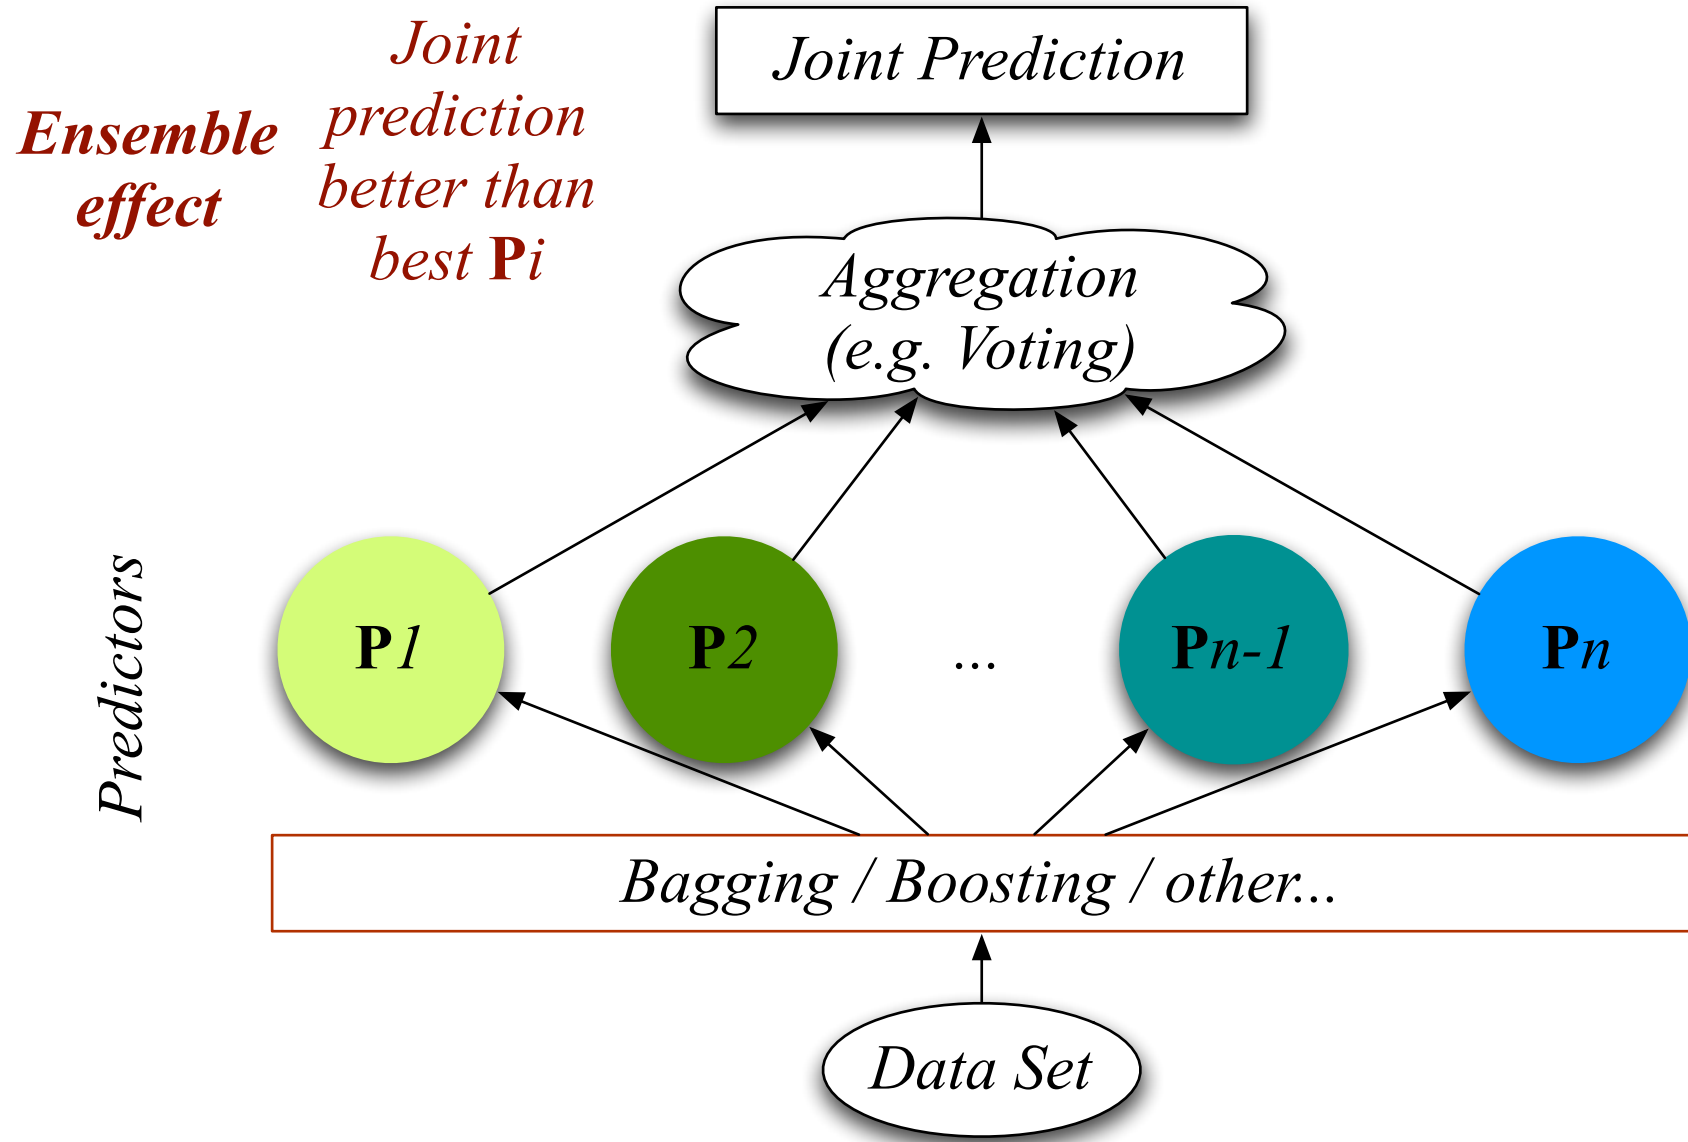 Ensemble
effect
Joint
prediction
better than
best Pi
Joint Prediction
Aggregation
(e.g. Voting)
Predictors
P1
P2
...
Pn-1
Pn
Bagging / Boosting / other...
Data Set